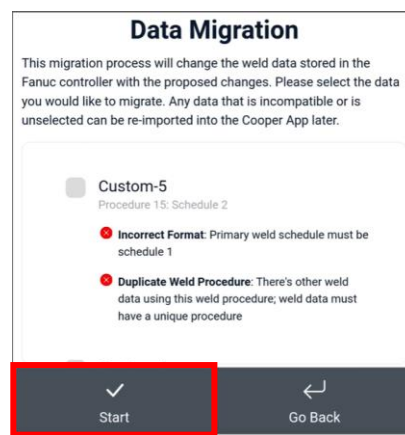 Data Migration
This migration process will change the weld data stored in the
Fanuc controller with the proposed changes. Please select the data
you would like to migrate. Any data that is incompatible or is
unselected can be re-imported into the Cooper App later.
Custom-5
Procedure 15: Schedule 2
Incorrect Format: Primary weld schedule must be
schedule 1
Duplicate Weld Procedure: There's other weld
data using this weld procedure; weld data must
have a unique procedure
Start
Go Back